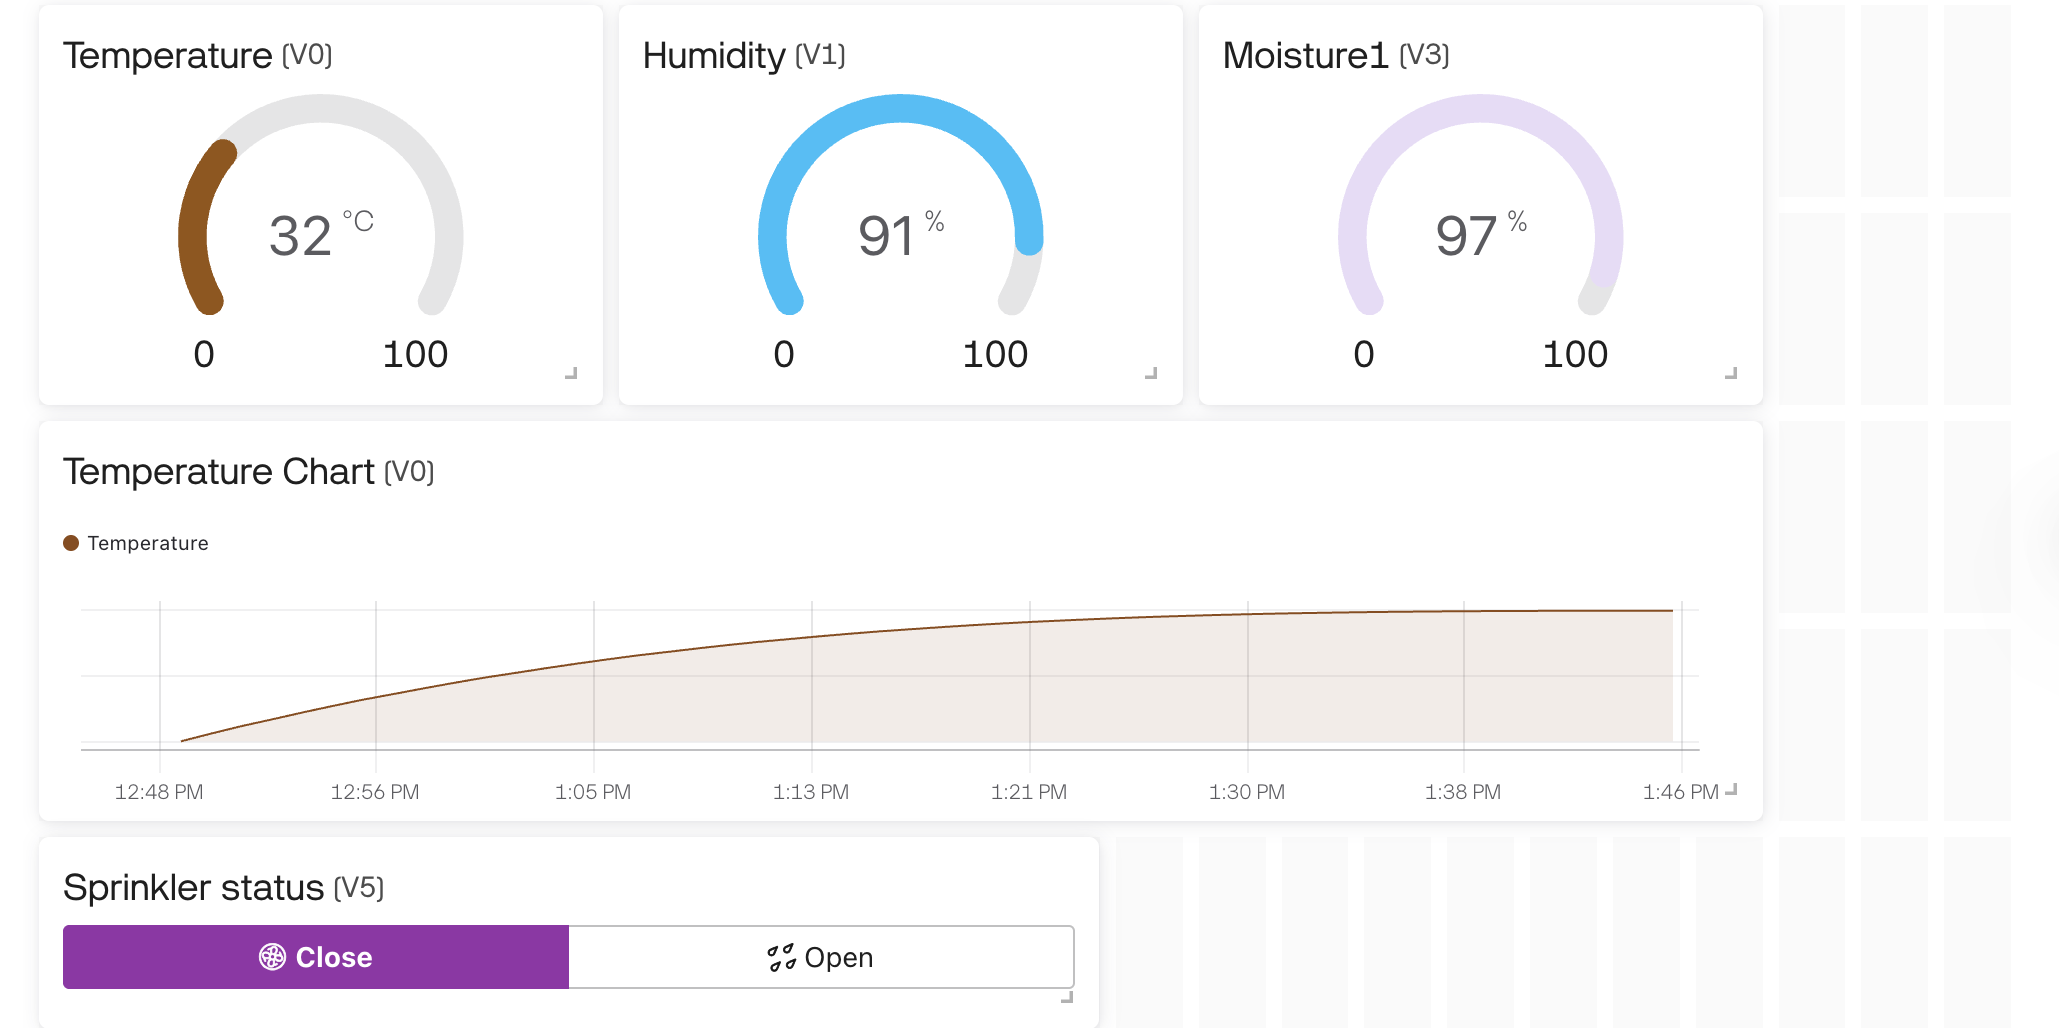 Temperature (V0)
32 °C
0 100
Humidity (V1)
91 %
0 100
Moisture1 (V3)
97 %
0 100
Temperature Chart (V0)
Temperature
12:48 PM 12:56 PM 1:05 PM 1:13 PM 1:21 PM 1:30 PM 1:38 PM 1:46 PM
Sprinkler status (V5)
Close Open